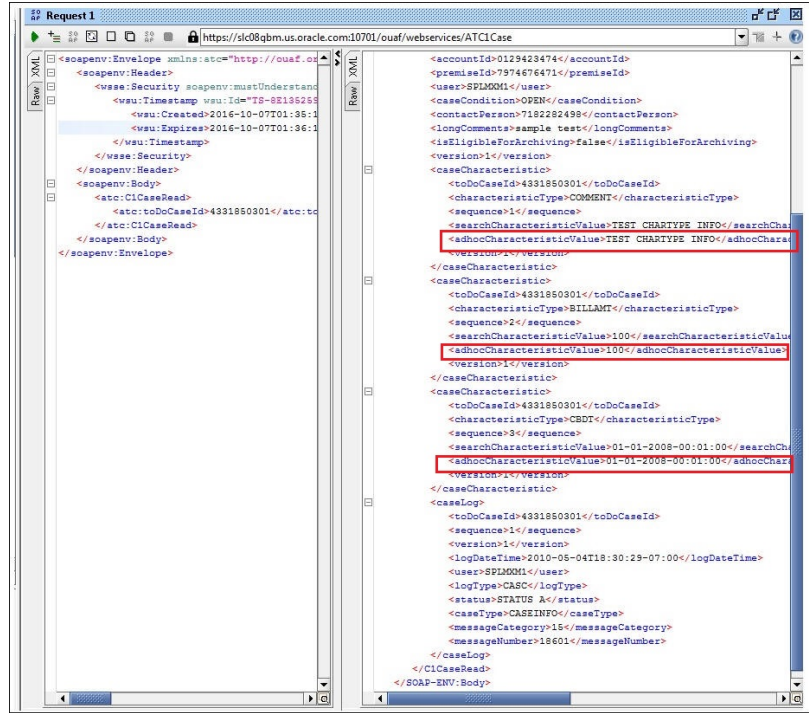 Request 1
https://slc08qbm.us.oracle.com:10701/ouaf/webservices/ATC1Case
XML
Raw
<soapenv:Envelope xmlns:atc="http://ouaf.or
<soapenv:Header>
<wsse:Security soapenv:mustUnderstand
<wsu:Timestamp wsu:Id="TS-8E135259
<wsu:Created>2016-10-07T01:35:1
<wsu:Expires>2016-10-07T01:36:1
</wsu:Timestamp>
</wsse:Security>
</soapenv:Header>
<soapenv:Body>
<atc:C1CaseRead>
<atc:toDoCaseId>4331850301</atc:to
</atc:C1CaseRead>
</soapenv:Body>
</soapenv:Envelope>
XML
Raw
<accountId>0129423474</accountId>
<premiseId>7974676471</premiseId>
<user>SPLMXM1</user>
<caseCondition>OPEN</caseCondition>
<contactPerson>7182282498</contactPerson>
<longComments>sample test</longComments>
<isEligibleForArchiving>false</isEligibleForArchiving>
<version>1</version>
<caseCharacteristic>
<toDoCaseId>4331850301</toDoCaseId>
<characteristicType>COMMENT</characteristicType>
<sequence>1</sequence>
<searchCharacteristicValue>TEST CHARTYPE INFO</searchCha
<adhocCharacteristicValue>TEST CHARTYPE INFO</adhocCharac
<version>1</version>
</caseCharacteristic>
<caseCharacteristic>
<toDoCaseId>4331850301</toDoCaseId>
<characteristicType>BILLAMT</characteristicType>
<sequence>2</sequence>
<searchCharacteristicValue>100</searchCharacteristicValue
<adhocCharacteristicValue>100</adhocCharacteristicValue>
<version>1</version>
</caseCharacteristic>
<caseCharacteristic>
<toDoCaseId>4331850301</toDoCaseId>
<characteristicType>CBDT</characteristicType>
<sequence>3</sequence>
<searchCharacteristicValue>01-01-2008-00:01:00</searchCh
<adhocCharacteristicValue>01-01-2008-00:01:00</adhocChara
<version>1</version>
</caseCharacteristic>
<caseLog>
<toDoCaseId>4331850301</toDoCaseId>
<sequence>1</sequence>
<version>1</version>
<logDateTime>2010-05-04T18:30:29-07:00</logDateTime>
<user>SPLMXM1</user>
<logType>CASC</logType>
<status>STATUS A</status>
<caseType>CASEINFO</caseType>
<messageCategory>15</messageCategory>
<messageNumber>18601</messageNumber>
</caseLog>
</C1CaseRead>
</SOAP-ENV:Body>